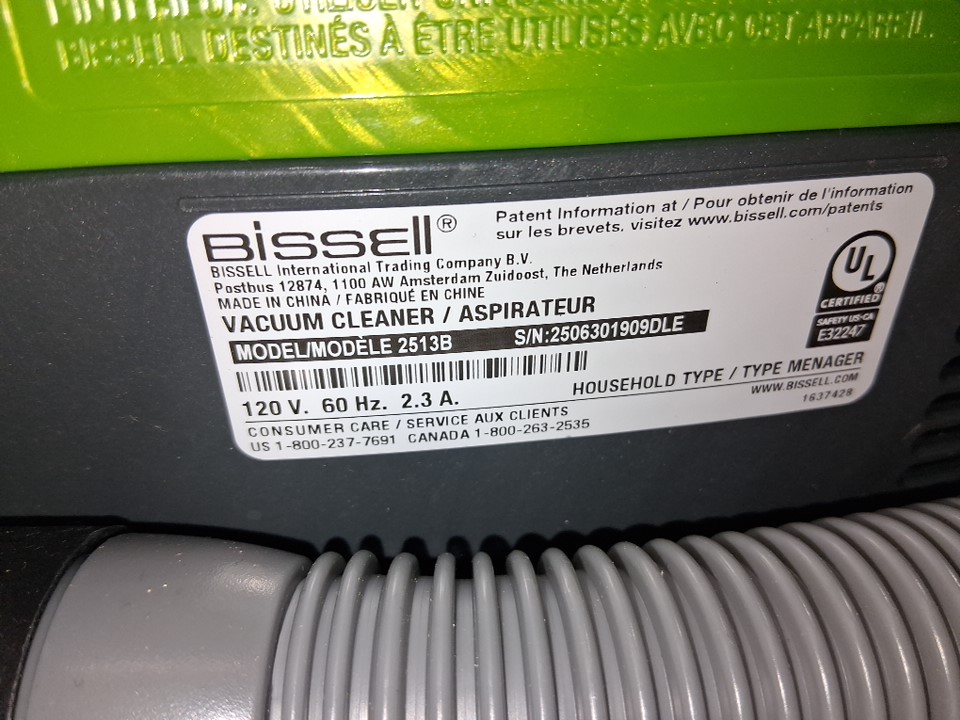 INTÉRIEUR. UTILISER
BISSELL DESTINÉS À ÊTRE UTILISÉS AVEC CET APPAREIL.
BISSELL®
Patent Information at / Pour obtenir de l'information
sur les brevets, visitez www.bissell.com/patents
BISSELL International Trading Company B.V.
Postbus 12874, 1100 AW Amsterdam Zuidoost, The Netherlands
MADE IN CHINA / FABRIQUÉ EN CHINE
VACUUM CLEANER / ASPIRATEUR
MODEL/MODÈLE 2513B S/N:2506301909DLE
120 V. 60 Hz. 2.3 A.
HOUSEHOLD TYPE / TYPE MENAGER
WWW.BISSELL.COM
1637428
CONSUMER CARE / SERVICE AUX CLIENTS
US 1-800-237-7691 CANADA 1-800-263-2535
UL®
CERTIFIED
SAFETY US-CA
E32247